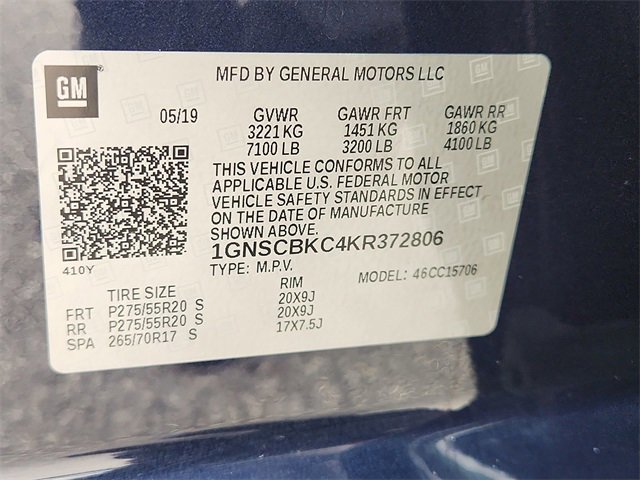 GM
MFD BY GENERAL MOTORS LLC
05/19 GVWR GAWR FRT GAWR RR
3221 KG 1451 KG 1860 KG
7100 LB 3200 LB 4100 LB
THIS VEHICLE CONFORMS TO ALL
APPLICABLE U.S. FEDERAL MOTOR
VEHICLE SAFETY STANDARDS IN EFFECT
ON THE DATE OF MANUFACTURE
SHOWN ABOVE.
1GNSCBKC4KR372806
410Y TYPE: M.P.V. MODEL: 46CC15706
TIRE SIZE RIM
FRT P275/55R20 S 20X9J
RR P275/55R20 S 20X9J
SPA 265/70R17 S 17X7.5J